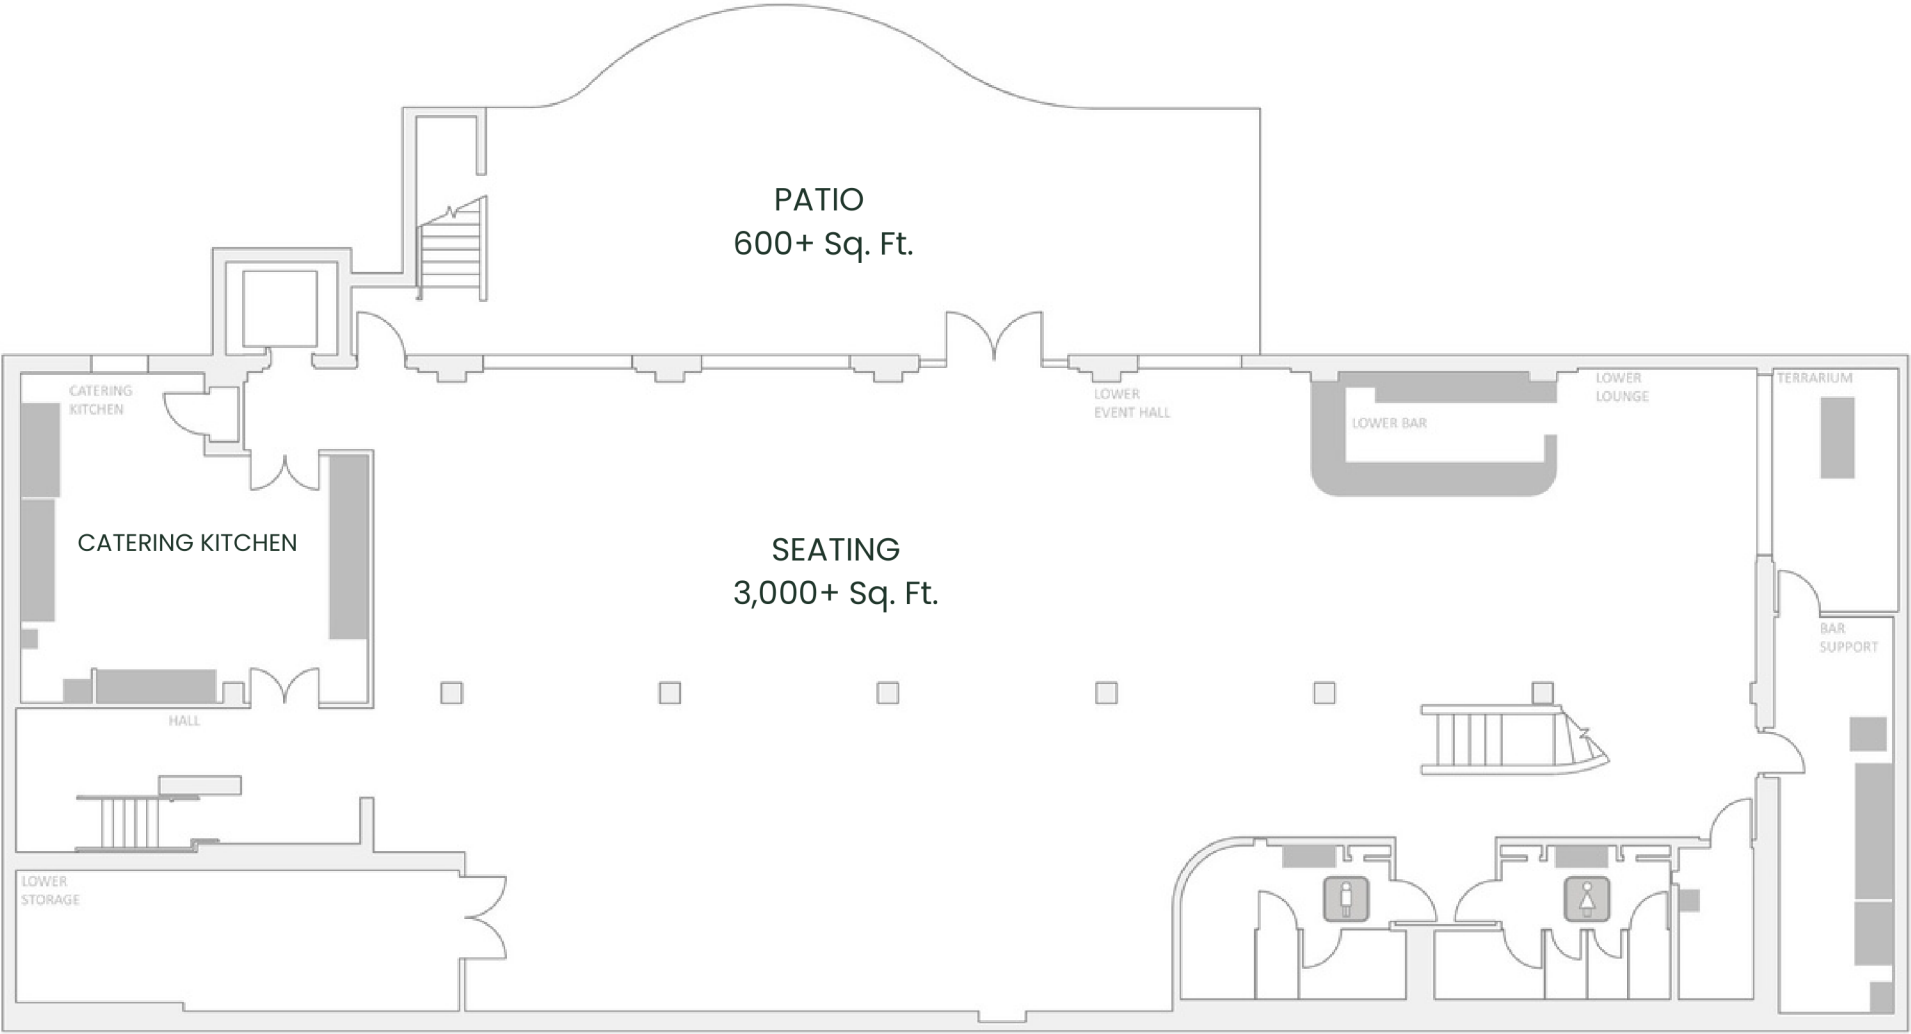 PATIO
600+ Sq. Ft.
CATERING
KITCHEN
LOWER
EVENT HALL
LOWER BAR
LOWER
LOUNGE
TERRARIUM
CATERING KITCHEN
SEATING
3,000+ Sq. Ft.
BAR
SUPPORT
HALL
LOWER
STORAGE